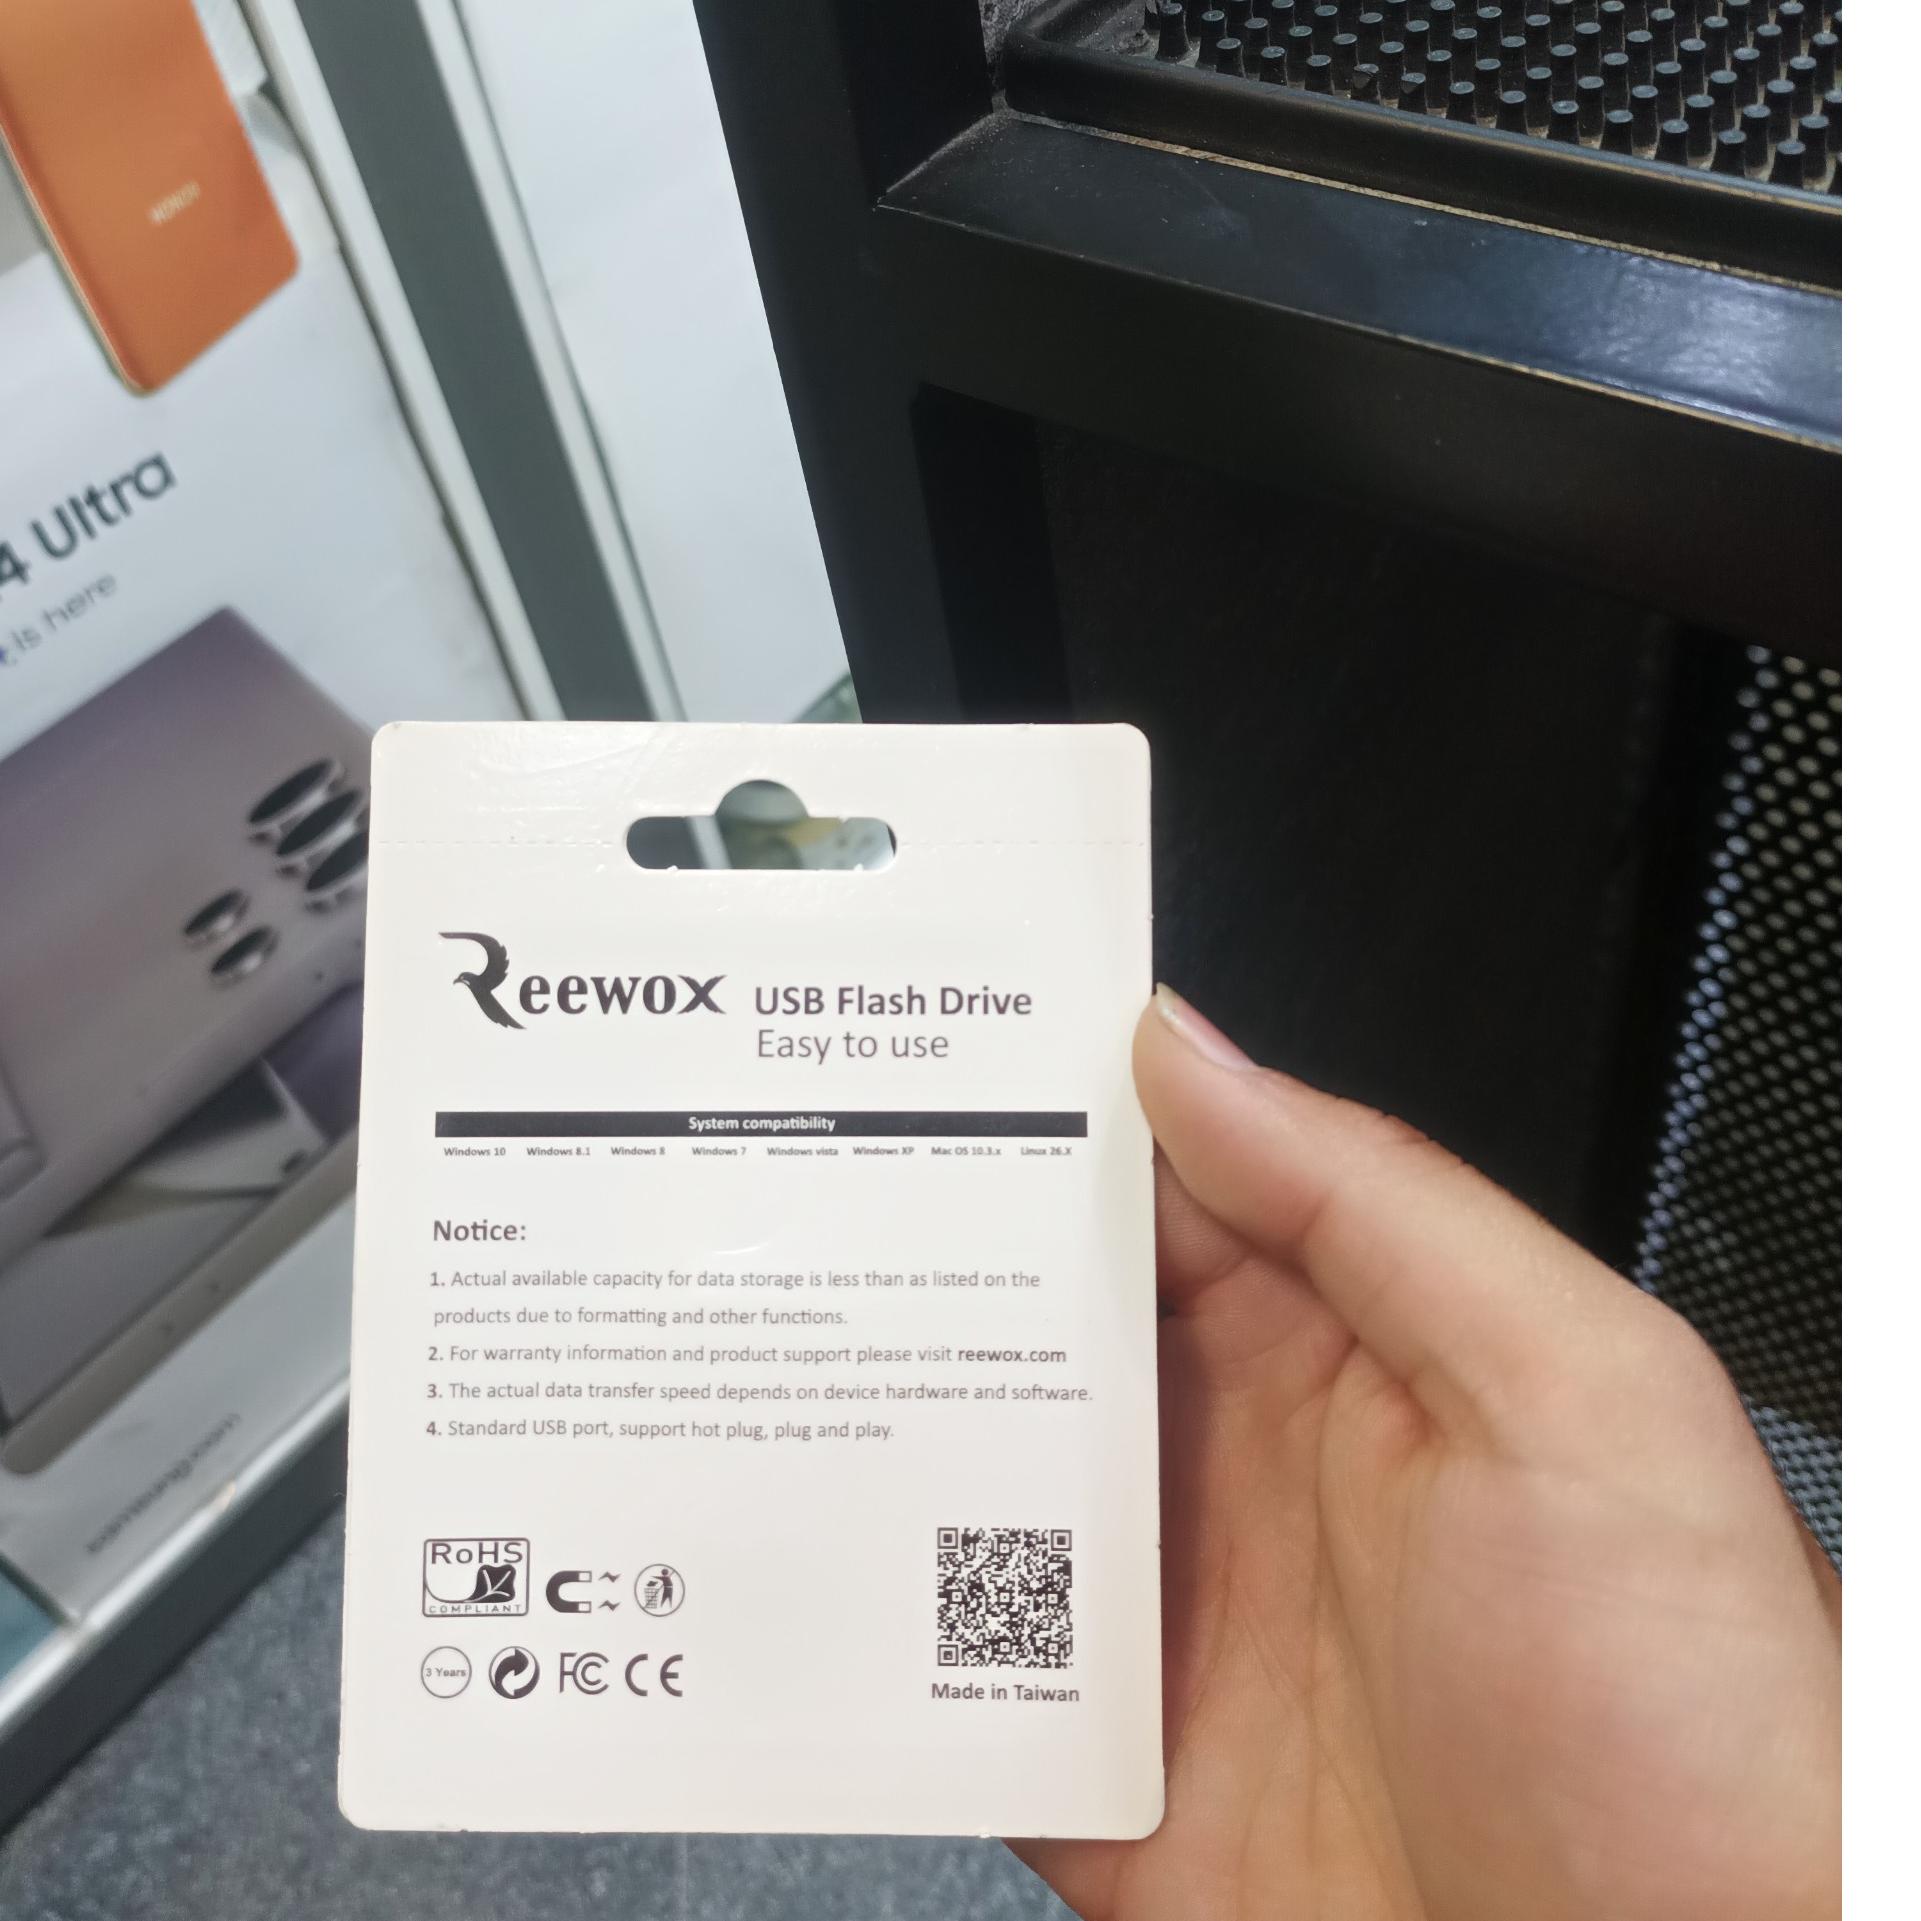 HONOR
4 Ultra
is here
Reewox USB Flash Drive
Easy to use
System compatibility
Windows 10 Windows 8.1 Windows 8 Windows 7 Windows vista Windows XP Mac OS 10.3.x Linux 26.X
Notice:
1. Actual available capacity for data storage is less than as listed on the
products due to formatting and other functions.
2. For warranty information and product support please visit reewox.com
3. The actual data transfer speed depends on device hardware and software.
4. Standard USB port, support hot plug, plug and play.
RoHS
COMPLIANT
3 Years
FC CE
Made in Taiwan